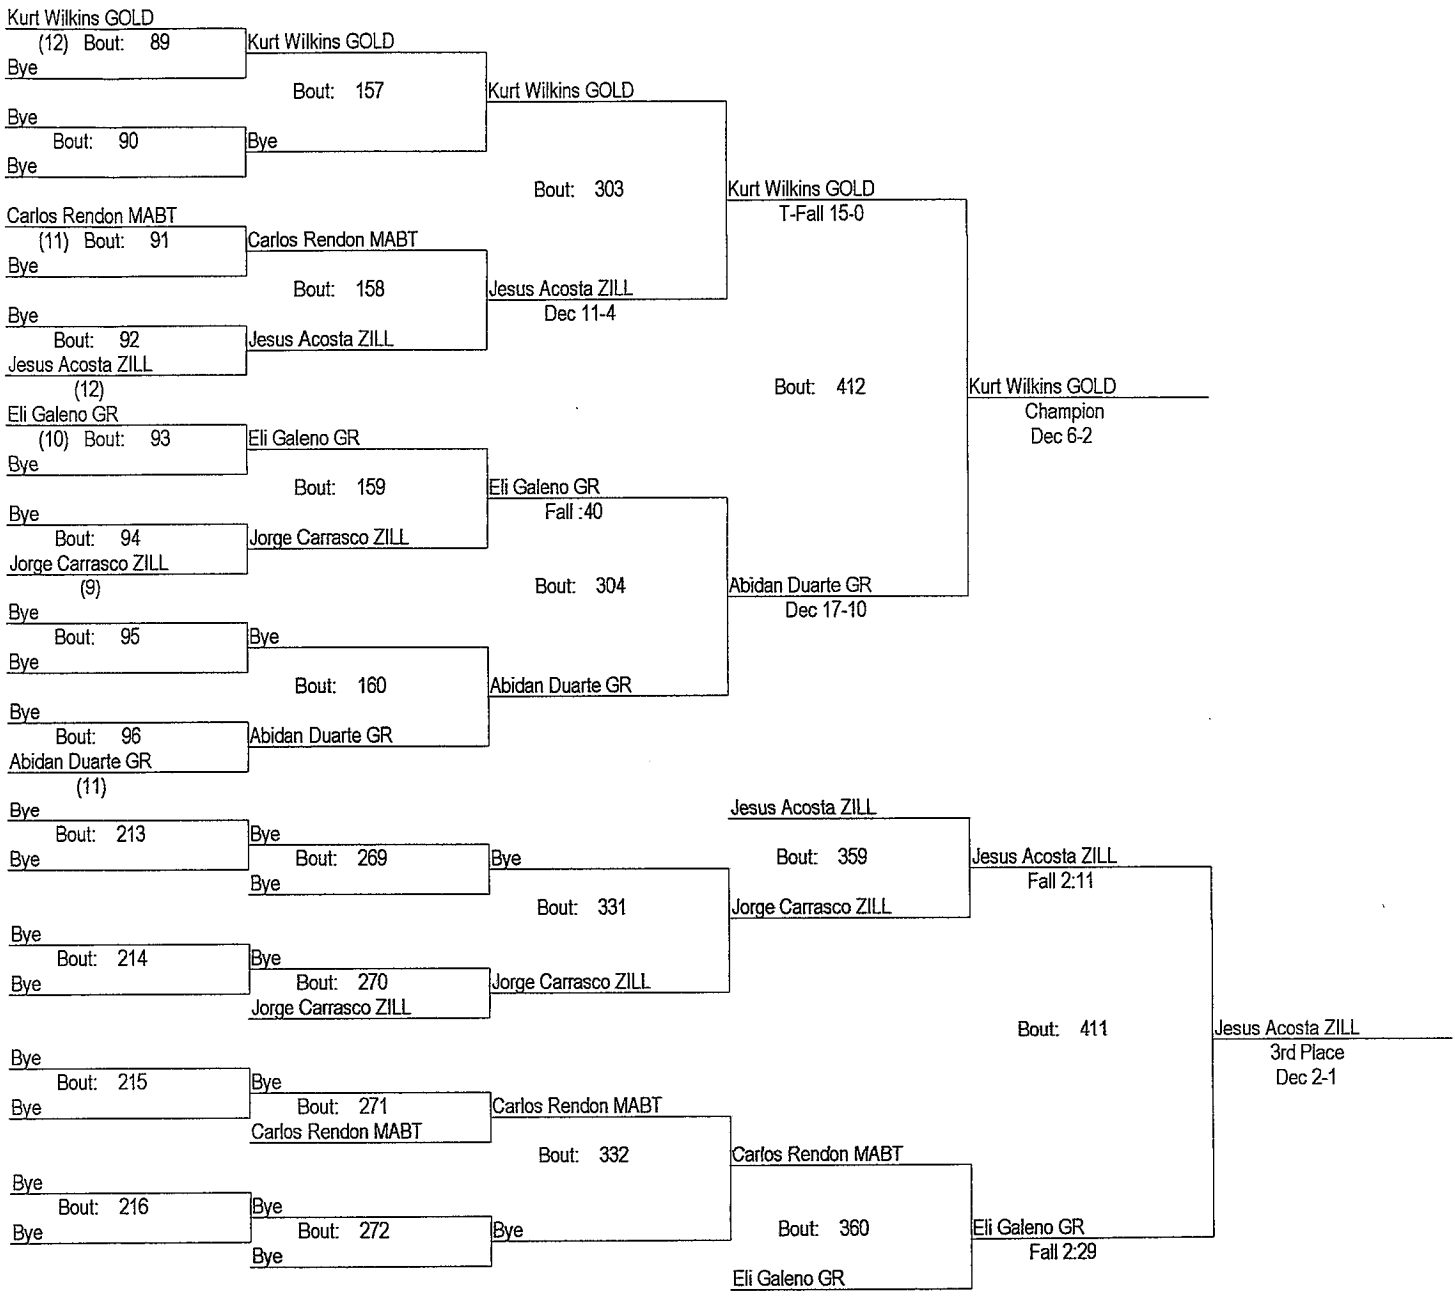 Kurt Wilkins GOLD
(12) Bout: 89
Kurt Wilkins GOLD
Bye
Bout: 157
Kurt Wilkins GOLD
Bye
Bout: 90
Bye
Bye
Bout: 303
Kurt Wilkins GOLD
T-Fall 15-0
Carlos Rendon MABT
(11) Bout: 91
Carlos Rendon MABT
Bye
Bout: 158
Jesus Acosta ZILL
Dec 11-4
Bye
Bout: 92
Jesus Acosta ZILL
Jesus Acosta ZILL
(12)
Bout: 412
Kurt Wilkins GOLD
Champion
Dec 6-2
Eli Galeno GR
(10) Bout: 93
Eli Galeno GR
Bye
Bout: 159
Eli Galeno GR
Fall :40
Bye
Bout: 94
Jorge Carrasco ZILL
Jorge Carrasco ZILL
(9)
Bout: 304
Abidan Duarte GR
Dec 17-10
Bye
Bout: 95
Bye
Bye
Bout: 160
Abidan Duarte GR
Bye
Bout: 96
Abidan Duarte GR
Abidan Duarte GR
(11)
Bye
Bout: 213
Bye
Bye
Bout: 269
Bye
Bye
Jesus Acosta ZILL
Bout: 359
Jesus Acosta ZILL
Fall 2:11
Bout: 331
Jorge Carrasco ZILL
Bye
Bout: 214
Bye
Bye
Bout: 270
Jorge Carrasco ZILL
Jorge Carrasco ZILL
Bout: 411
Jesus Acosta ZILL
3rd Place
Dec 2-1
Bye
Bout: 215
Bye
Bye
Bout: 271
Carlos Rendon MABT
Carlos Rendon MABT
Bout: 332
Carlos Rendon MABT
Bye
Bout: 216
Bye
Bye
Bout: 272
Bye
Bye
Bout: 360
Eli Galeno GR
Fall 2:29
Eli Galeno GR